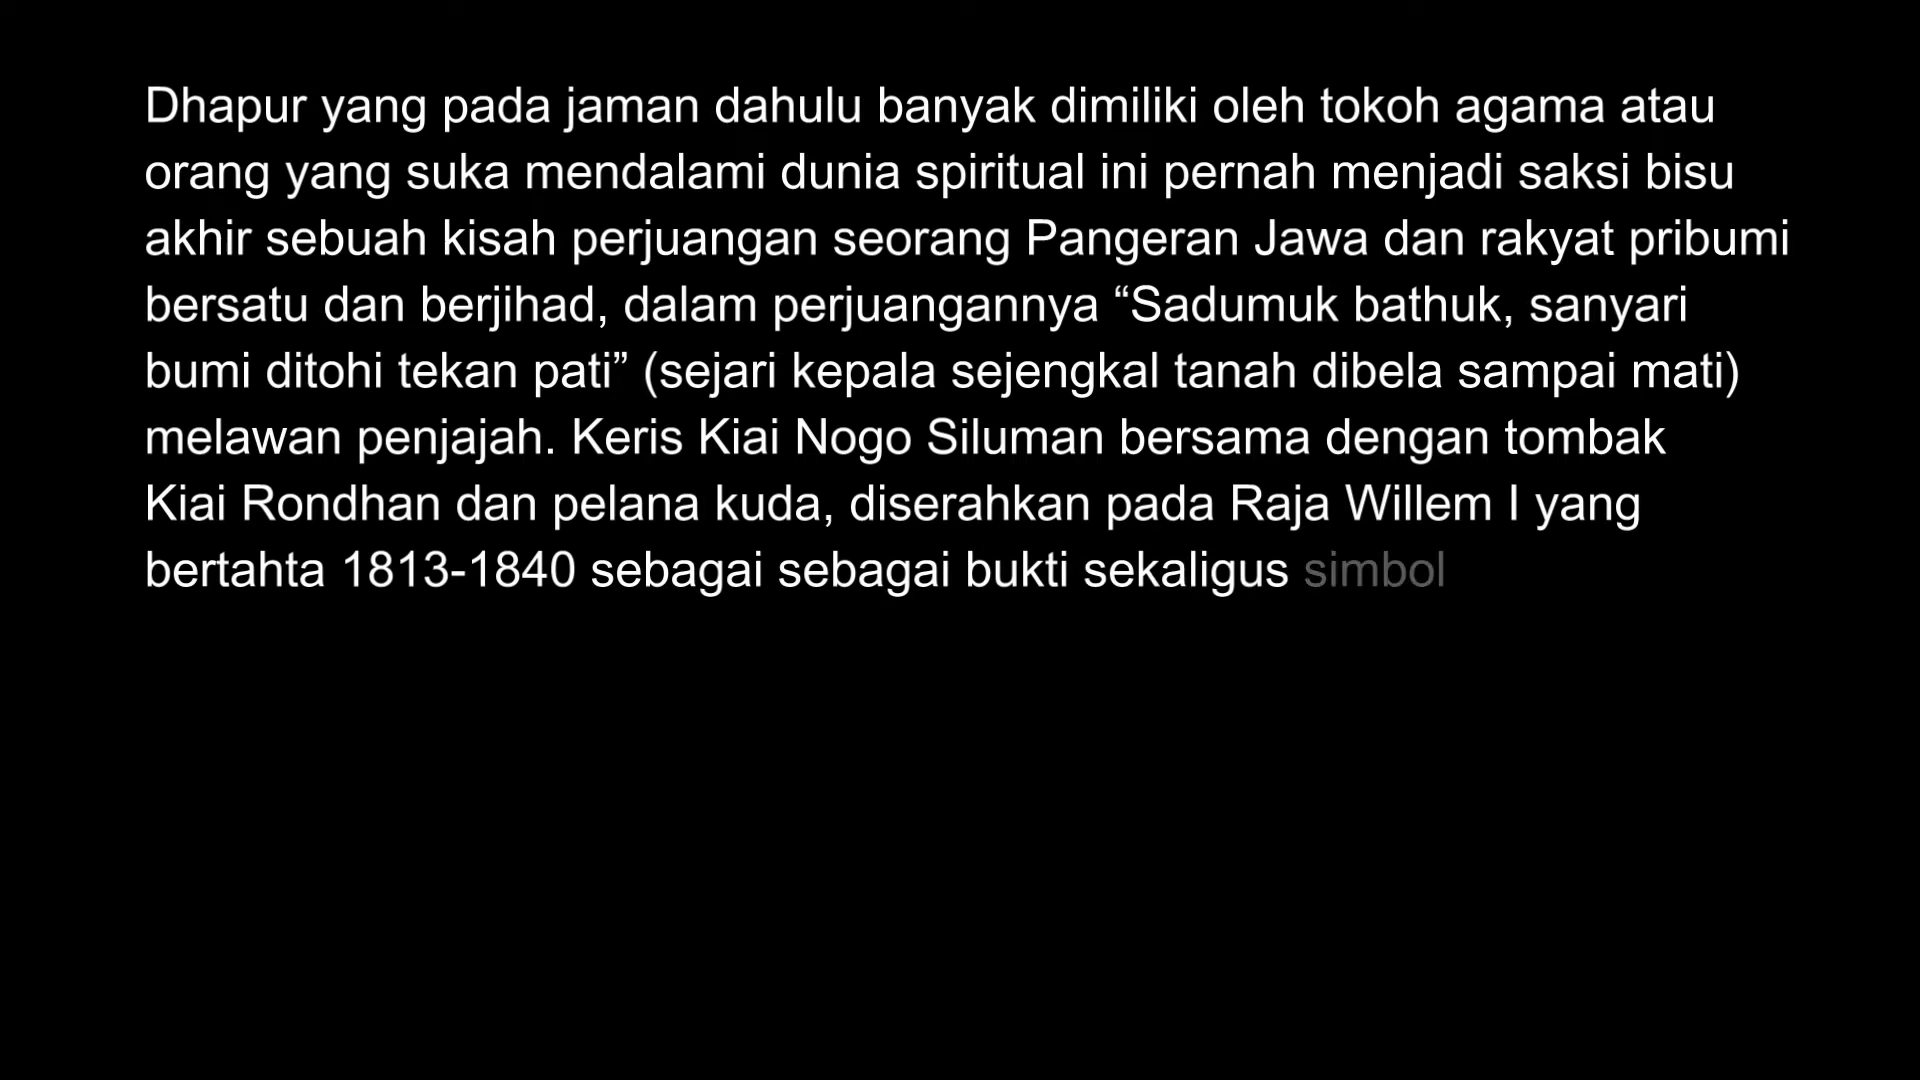 Dhapur yang pada jaman dahulu banyak dimiliki oleh tokoh agama atau
orang yang suka mendalami dunia spiritual ini pernah menjadi saksi bisu
akhir sebuah kisah perjuangan seorang Pangeran Jawa dan rakyat pribumi
bersatu dan berjihad, dalam perjuangannya “Sadumuk bathuk, sanyari
bumi ditohi tekan pati” (sejari kepala sejengkal tanah dibela sampai mati)
melawan penjajah. Keris Kiai Nogo Siluman bersama dengan tombak
Kiai Rondhan dan pelana kuda, diserahkan pada Raja Willem I yang
bertahta 1813-1840 sebagai sebagai bukti sekaligus simbol